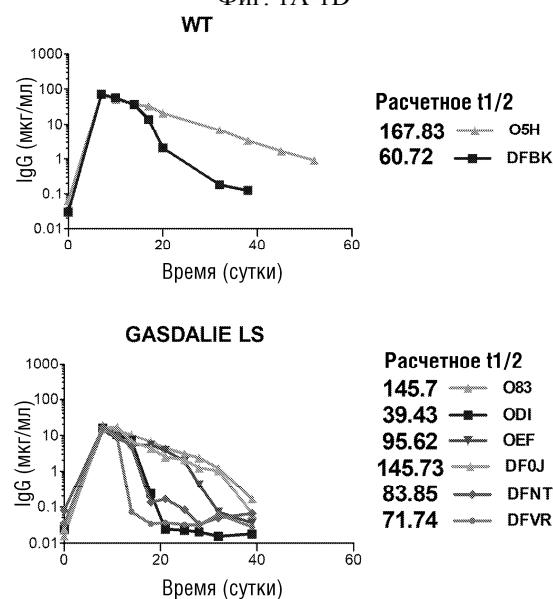 Фиг. 1A-1D
WT
IgG (мкг/мл)
1000
100
10
1
0.1
0.01
0
20
40
60
Время (сутки)
Расчетное t1/2
167.83 O5H
60.72 DFBK
GASDALIE LS
IgG (мкг/мл)
1000
100
10
1
0.1
0.01
0
20
40
60
Время (сутки)
Расчетное t1/2
145.7 O83
39.43 ODI
95.62 OEF
145.73 DF0J
83.85 DFNT
71.74 DFVR